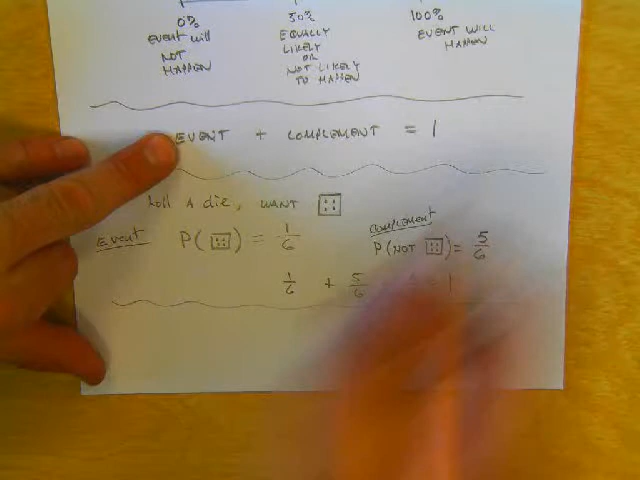 0% 50% 100%
EVENT WILL NOT HAPPEN
EQUALLY LIKELY OR NOT LIKELY TO HAPPEN
EVENT WILL HAPPEN
EVENT + COMPLEMENT = 1
ROLL A DIE, WANT
EVENT P( ) = 1/6
COMPLEMENT
P(NOT ) = 5/6
1/6 + 5/6 = 1